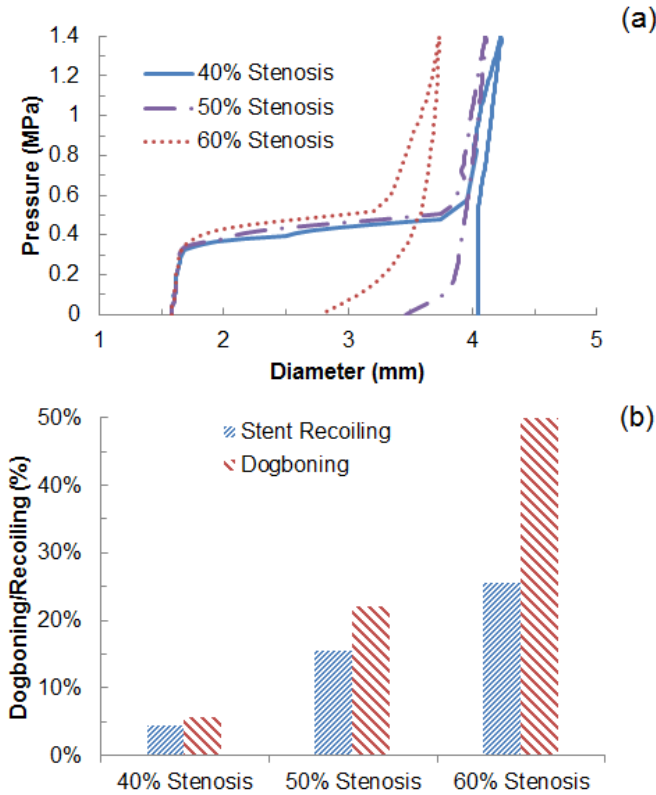 (a)
1.4
1.2
1
0.8
0.6
0.4
0.2
0
Pressure (MPa)
40% Stenosis
50% Stenosis
60% Stenosis
1 2 3 4 5
Diameter (mm)
(b)
50%
40%
30%
20%
10%
0%
Dogboning/Recoiling (%)
Stent Recoiling
Dogboning
40% Stenosis 50% Stenosis 60% Stenosis